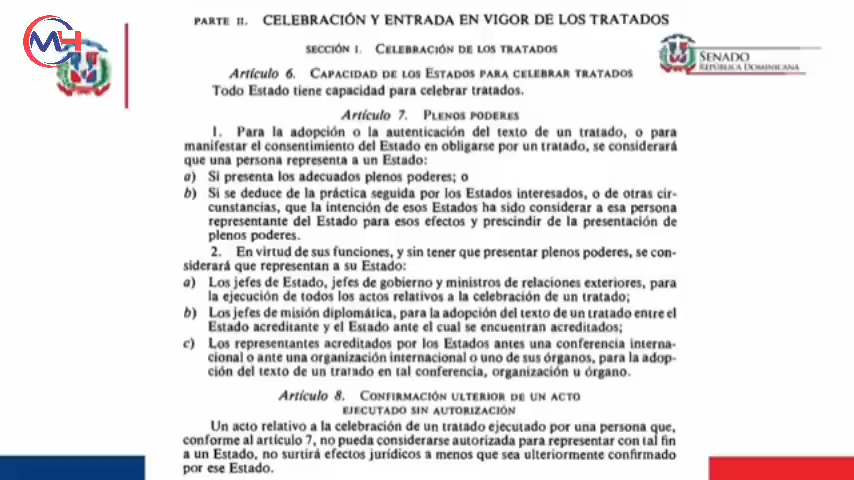 PARTE II. CELEBRACIÓN Y ENTRADA EN VIGOR DE LOS TRATADOS
SECCIÓN 1. CELEBRACIÓN DE LOS TRATADOS
Artículo 6. CAPACIDAD DE LOS ESTADOS PARA CELEBRAR TRATADOS
Todo Estado tiene capacidad para celebrar tratados.
Artículo 7. PLENOS PODERES
1. Para la adopción o la autenticación del texto de un tratado, o para
manifestar el consentimiento del Estado en obligarse por un tratado, se considerará
que una persona representa a un Estado:
a) Si presenta los adecuados plenos poderes; o
b) Si se deduce de la práctica seguida por los Estados interesados, o de otras cir-
cunstancias, que la intención de esos Estados ha sido considerar a esa persona
representante del Estado para esos efectos y prescindir de la presentación de
plenos poderes.
2. En virtud de sus funciones, y sin tener que presentar plenos poderes, se con-
siderará que representan a su Estado:
a) Los jefes de Estado, jefes de gobierno y ministros de relaciones exteriores, para
la ejecución de todos los actos relativos a la celebración de un tratado;
b) Los jefes de misión diplomática, para la adopción del texto de un tratado entre el
Estado acreditante y el Estado ante el cual se encuentran acreditados;
c) Los representantes acreditados por los Estados antes una conferencia interna-
cional o ante una organización internacional o uno de sus órganos, para la adop-
ción del texto de un tratado en tal conferencia, organización u órgano.
Artículo 8. CONFIRMACIÓN ULTERIOR DE UN ACTO
EJECUTADO SIN AUTORIZACIÓN
Un acto relativo a la celebración de un tratado ejecutado por una persona que,
conforme al artículo 7, no pueda considerarse autorizada para representar con tal fin
a un Estado, no surtirá efectos jurídicos a menos que sea ulteriormente confirmado
por ese Estado.
MH
SENADO
REPÚBLICA DOMINICANA